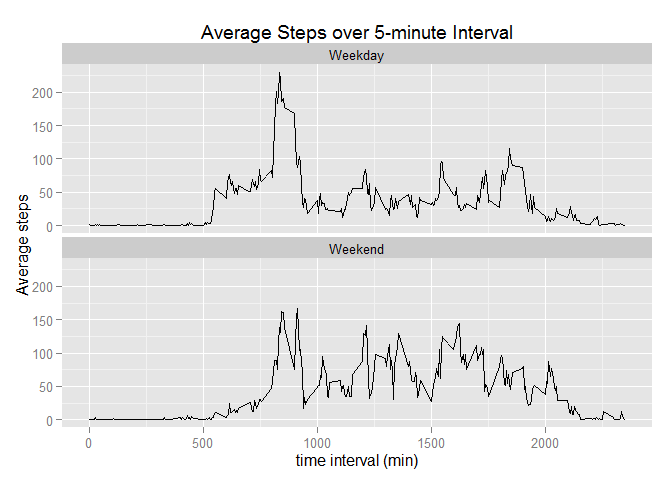 Average Steps over 5-minute Interval
Weekday
200
150
100
50
0
Average steps
Weekend
200
150
100
50
0
0 500 1000 1500 2000
time interval (min)